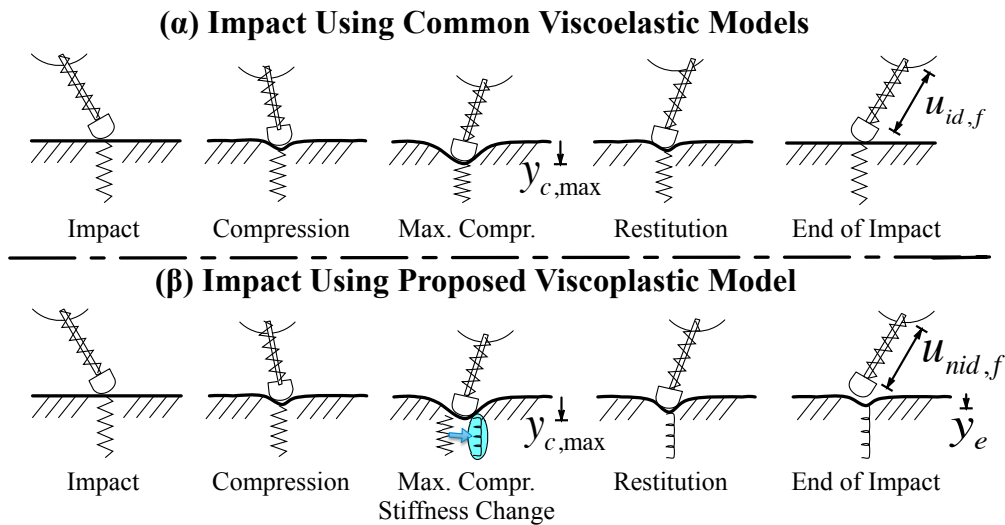 (α) Impact Using Common Viscoelastic Models
u_{id,f}
y_{c,max}
Impact
Compression
Max. Compr.
Restitution
End of Impact
(β) Impact Using Proposed Viscoplastic Model
u_{nid,f}
y_{c,max}
y_e
Impact
Compression
Max. Compr.
Stiffness Change
Restitution
End of Impact